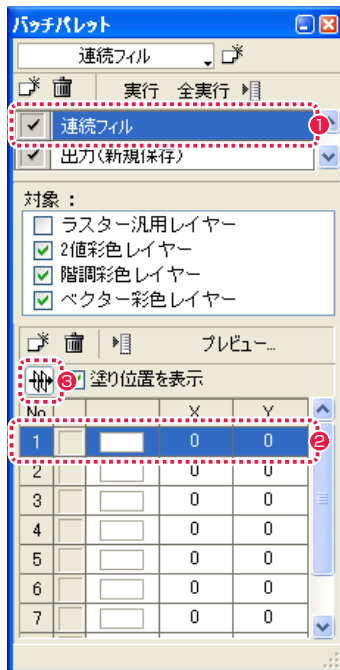 バッチパレット
連続フィル
実行 全実行
連続フィル
1
出力(新規保存)
対象：
ラスター汎用レイヤー
2値彩色レイヤー
階調彩色レイヤー
ベクター彩色レイヤー
プレビュー...
3 塗り位置を表示
No. X Y
1 0 0
2
2 0 0
3 0 0
4 0 0
5 0 0
6 0 0
7 0 0